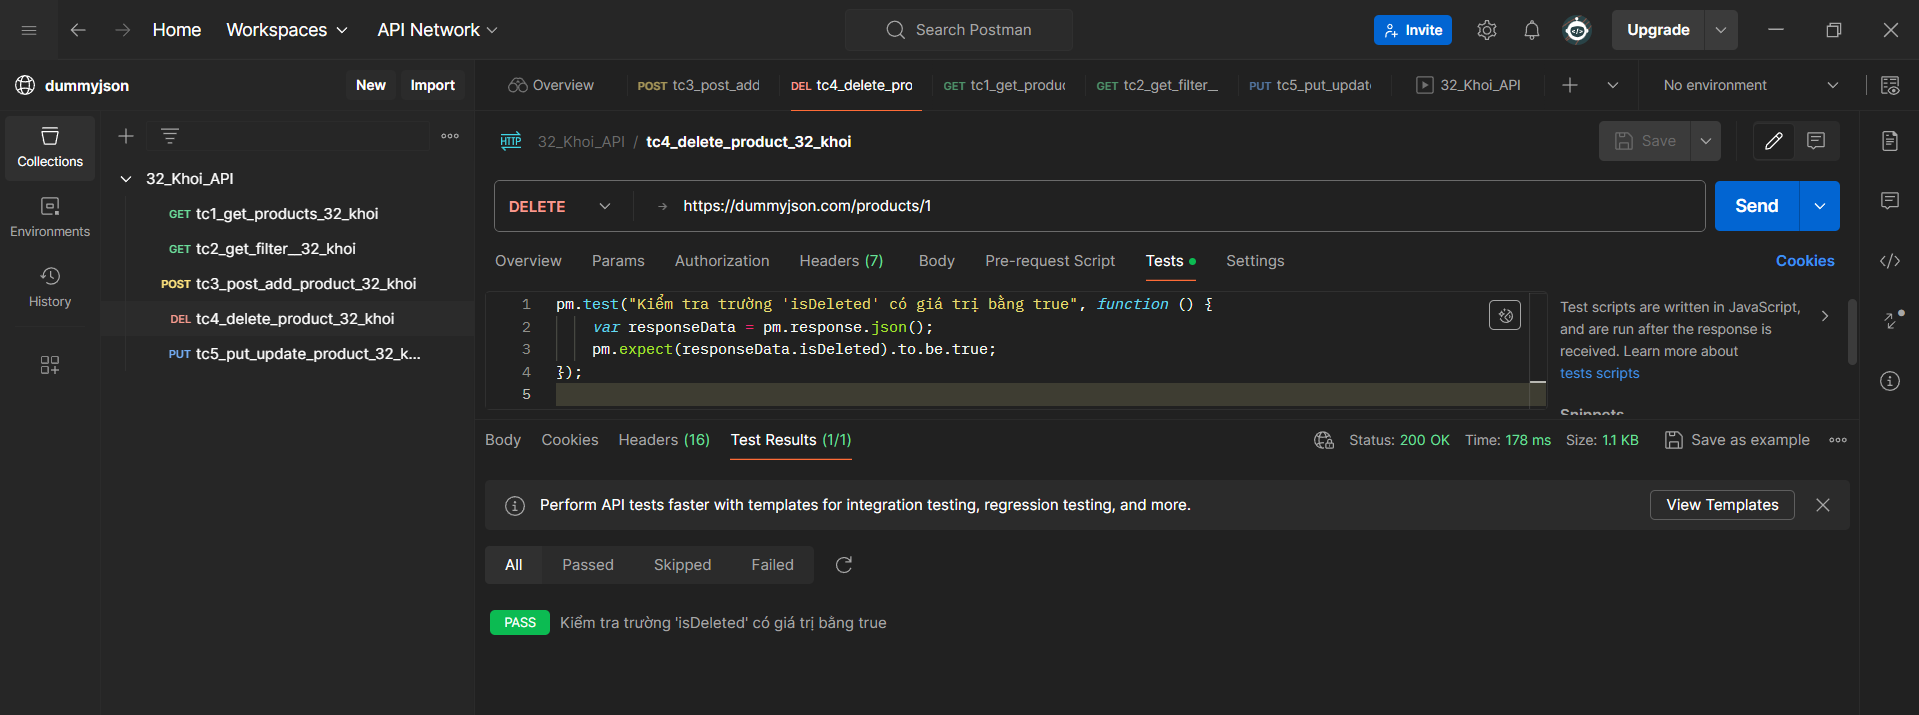 Home Workspaces API Network Search Postman Invite Upgrade
dummyjson New Import Overview POST tc3_post_add DEL tc4_delete_pro GET tc1_get_produc GET tc2_get_filter__ PUT tc5_put_updat 32_Khoi_API No environment
Collections
Environments
History
32_Khoi_API
GET tc1_get_products_32_khoi
GET tc2_get_filter__32_khoi
POST tc3_post_add_product_32_khoi
DEL tc4_delete_product_32_khoi
PUT tc5_put_update_product_32_k...
HTTP 32_Khoi_API / tc4_delete_product_32_khoi Save
DELETE https://dummyjson.com/products/1 Send
Overview Params Authorization Headers (7) Body Pre-request Script Tests Settings Cookies
1 pm.test("Kiểm tra trường 'isDeleted' có giá trị bằng true", function () {
2 var responseData = pm.response.json();
3 pm.expect(responseData.isDeleted).to.be.true;
4 });
5
Test scripts are written in JavaScript,
and are run after the response is
received. Learn more about
tests scripts
Snippets
Body Cookies Headers (16) Test Results (1/1) Status: 200 OK Time: 178 ms Size: 1.1 KB Save as example
Perform API tests faster with templates for integration testing, regression testing, and more. View Templates
All Passed Skipped Failed
PASS Kiểm tra trường 'isDeleted' có giá trị bằng true